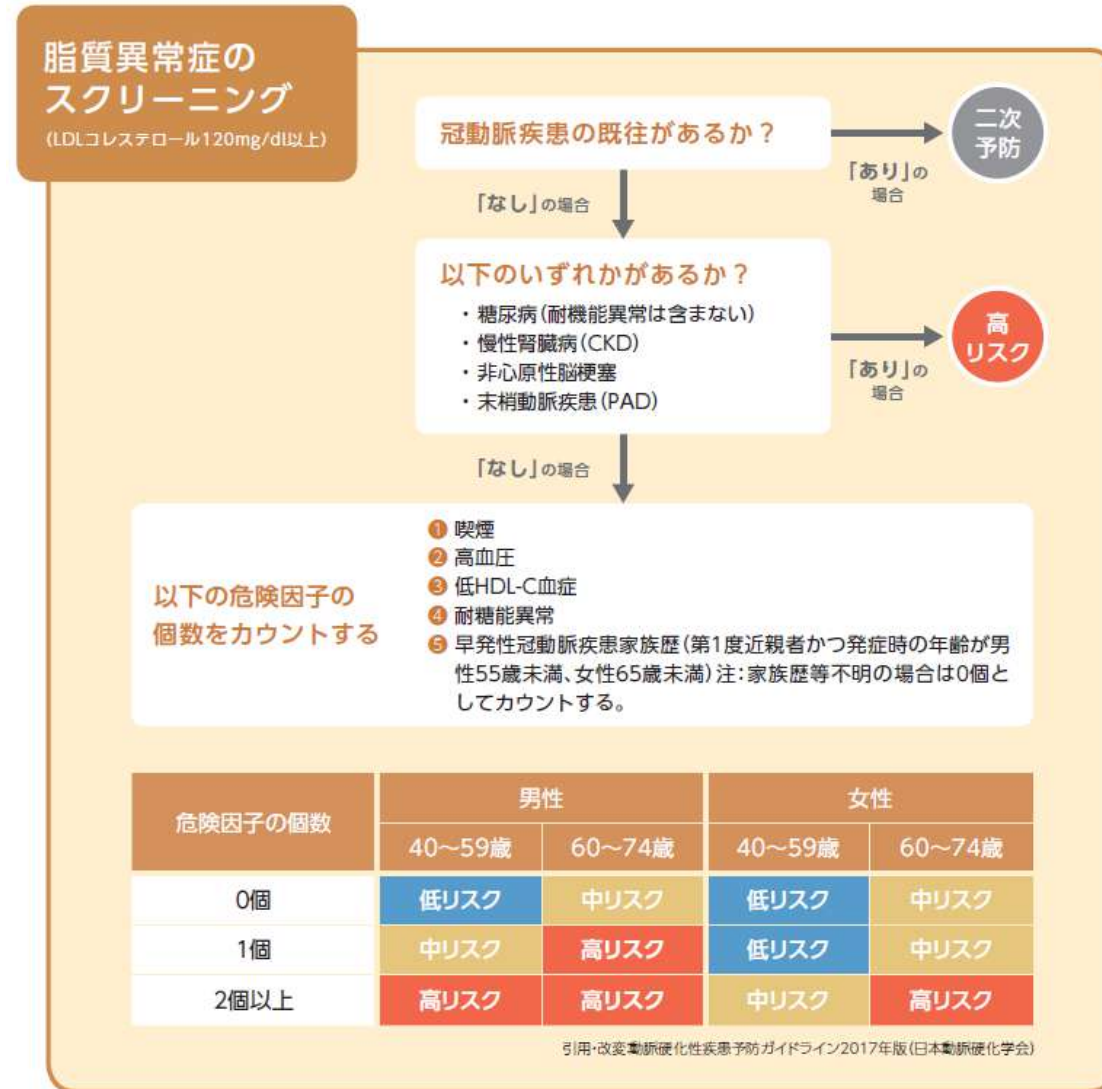 脂質異常症の
スクリーニング
(LDLコレステロール120mg/dl以上)
冠動脈疾患の既往があるか？
二次
予防
「あり」の
場合
「なし」の場合
以下のいずれかがあるか？
・糖尿病(耐機能異常は含まない)
・慢性腎臓病(CKD)
・非心原性脳梗塞
・末梢動脈疾患(PAD)
高
リスク
「あり」の
場合
「なし」の場合
以下の危険因子の
個数をカウントする
❶ 喫煙
❷ 高血圧
❸ 低HDL-C血症
❹ 耐糖能異常
❺ 早発性冠動脈疾患家族歴(第1度近親者かつ発症時の年齢が男
性55歳未満、女性65歳未満)注：家族歴等不明の場合は0個と
してカウントする。
危険因子の個数 男性 女性
40〜59歳 60〜74歳 40〜59歳 60〜74歳
0個 低リスク 中リスク 低リスク 中リスク
1個 中リスク 高リスク 低リスク 中リスク
2個以上 高リスク 高リスク 中リスク 高リスク
引用・改変動脈硬化性疾患予防ガイドライン2017年版(日本動脈硬化学会)